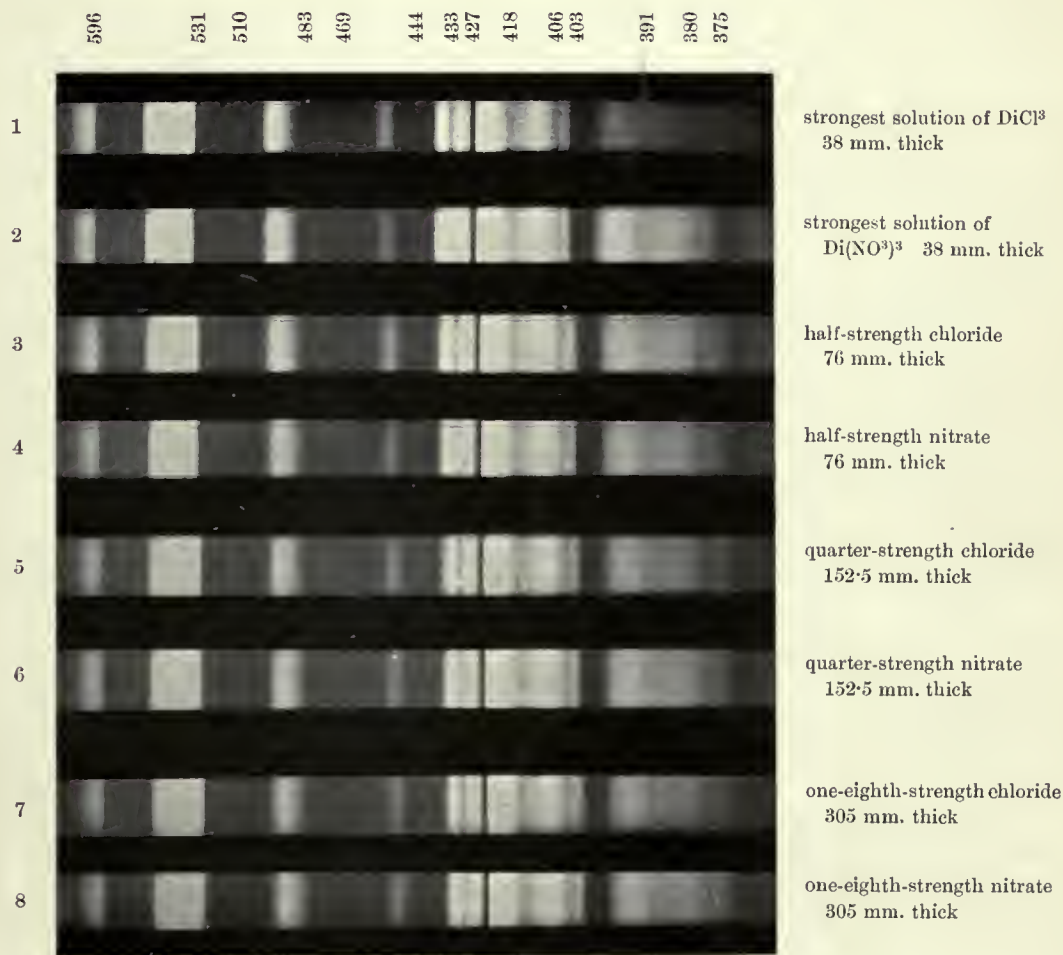 596 531 510 483 469 444 433 427 418 406 403 391 380 375
1 strongest solution of DiCl³
38 mm. thick
2 strongest solution of
Di(NO³)³ 38 mm. thick
3 half-strength chloride
76 mm. thick
4 half-strength nitrate
76 mm. thick
5 quarter-strength chloride
152·5 mm. thick
6 quarter-strength nitrate
152·5 mm. thick
7 one-eighth-strength chloride
305 mm. thick
8 one-eighth-strength nitrate
305 mm. thick